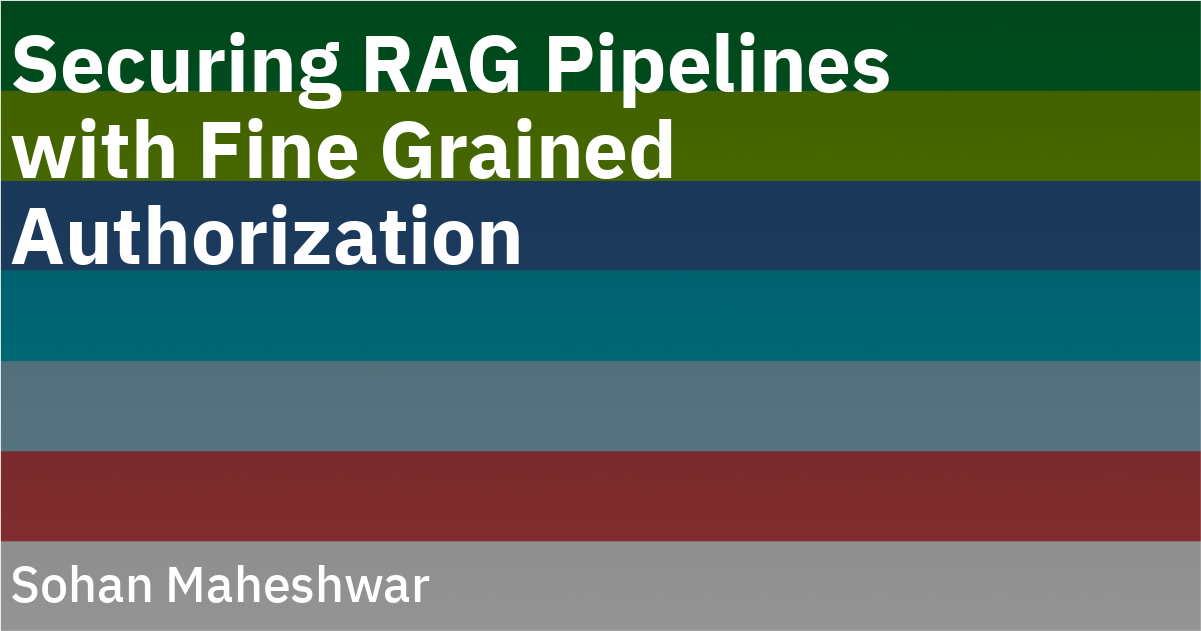 Securing RAG Pipelines
with Fine Grained
Authorization
Sohan Maheshwar